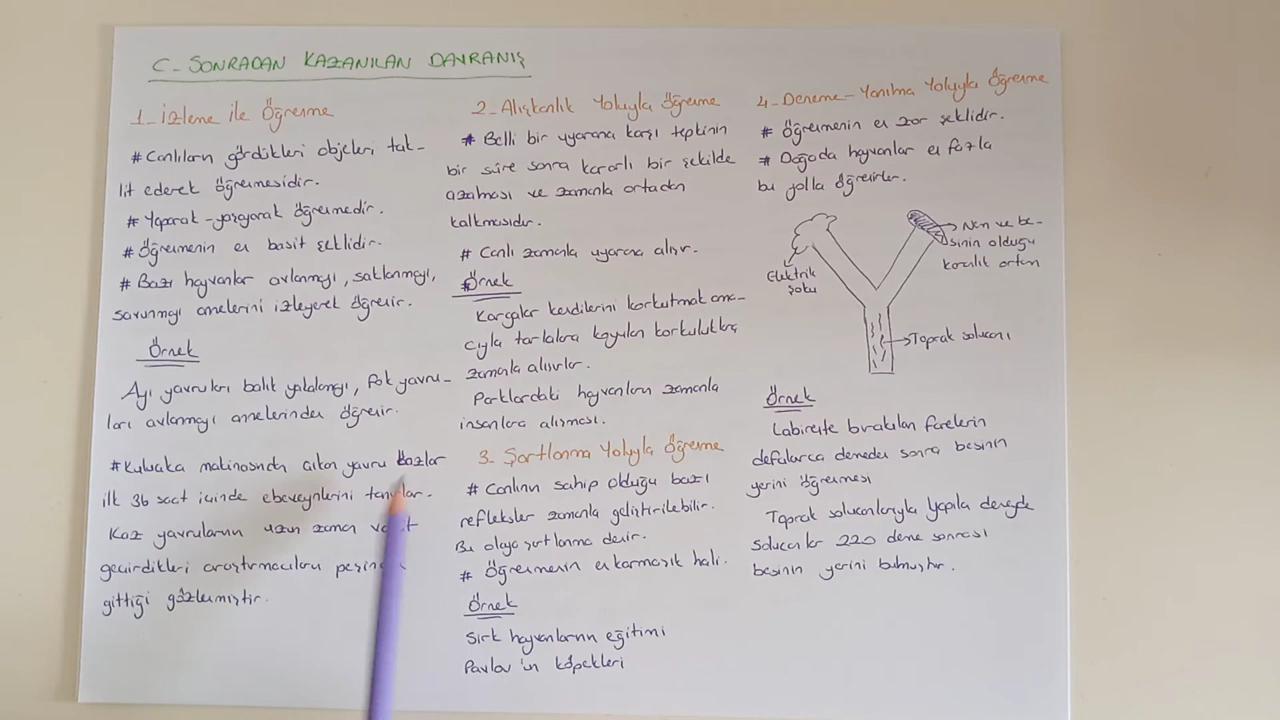 C - SONRADAN KAZANILAN DAVRANIŞ
1 - İzleme ile Öğrenme
# Canlıların gördükleri objeleri tak-
lit ederek öğrenmesidir.
# Yaparak - yaşayarak öğrenmedir.
# Öğrenmenin en basit şeklidir.
# Bazı hayvanlar avlanmayı, saklanmayı,
savunmayı annelerini izleyerek öğrenir.
Örnek
Ayı yavruları balık yakalamayı, Fok yavru-
ları avlanmayı annelerinden öğrenir.
# Kuluçka makinasından çıkan yavru kazlar
ilk 36 saat içinde ebeveynlerini tanırlar.
Kaz yavrularının uzun zaman
geçirdikleri araştırmacıların
gittiği gözlenmiştir.
2 - Alışkanlık Yoluyla Öğrenme
# Belli bir uyarana karşı tepkinin
bir süre sonra kararlı bir şekilde
azalması ve zamanla ortadan
kalkmasıdır.
# Canlı zamanla uyarana alışır.
Örnek
Kargalar kendilerini korkutmak ama-
cıyla tarlalara koyulan korkuluklara
zamanla alışırlar.
Parklardaki hayvanların zamanla
insanlara alışması.
3 - Şartlanma Yoluyla Öğrenme
# Canlının sahip olduğu bazı
refleksler zamanla geliştirilebilir.
Bu olaya şartlanma denir.
# Öğrenmenin en karmaşık hali.
Örnek
Sirk hayvanlarının eğitimi
Pavlov'un köpekleri
4 - Deneme - Yanılma Yoluyla Öğrenme
# Öğrenmenin en zor şeklidir.
# Doğada hayvanlar en fazla
bu yolla öğrenirler.
Elektrik
şoku
Nem ve be-
sinin olduğu
karanlık ortam
Toprak solucanı
Örnek
Labirente bırakılan farelerin
defalarca denedikten sonra besinin
yerini öğrenmesi
Toprak solucanlarıyla yapılan deneyde
Solucanlar 220 deneme sonrası
besinin yerini bulmuştur.